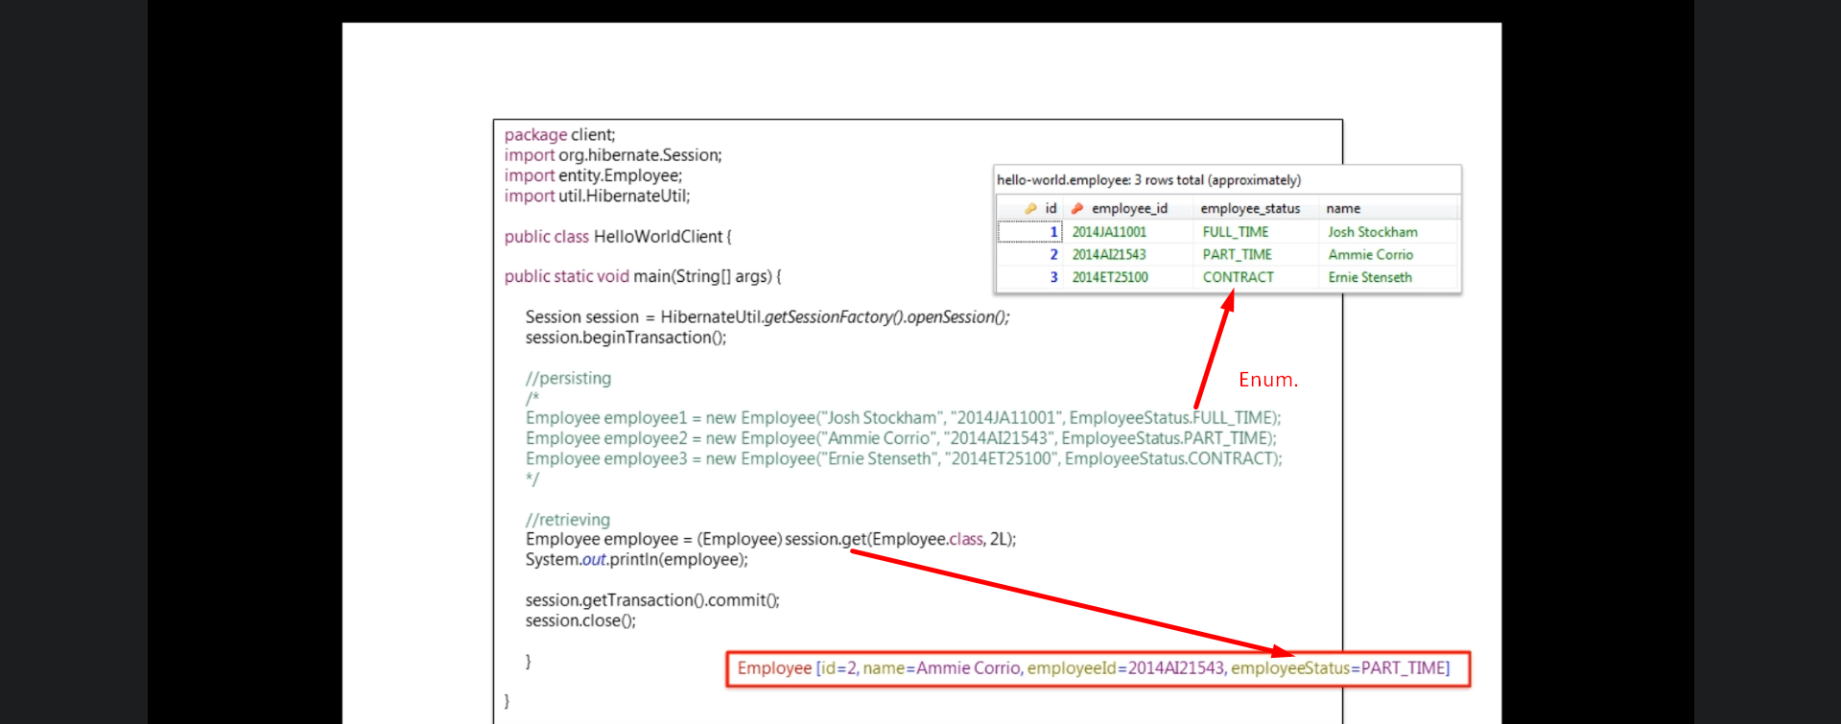 package client;
import org.hibernate.Session;
import entity.Employee;
import util.HibernateUtil;
public class HelloWorldClient {
public static void main(String[] args) {
Session session = HibernateUtil.getSessionFactory().openSession();
session.beginTransaction();
//persisting
/*
Employee employee1 = new Employee("Josh Stockham", "2014JA11001", EmployeeStatus.FULL_TIME);
Employee employee2 = new Employee("Ammie Corrio", "2014AI21543", EmployeeStatus.PART_TIME);
Employee employee3 = new Employee("Ernie Stenseth", "2014ET25100", EmployeeStatus.CONTRACT);
*/
//retrieving
Employee employee = (Employee) session.get(Employee.class, 2L);
System.out.println(employee);
session.getTransaction().commit();
session.close();
}
}
hello-world.employee: 3 rows total (approximately)
id employee_id employee_status name
1 2014JA11001 FULL_TIME Josh Stockham
2 2014AI21543 PART_TIME Ammie Corrio
3 2014ET25100 CONTRACT Ernie Stenseth
Enum.
Employee [id=2, name=Ammie Corrio, employeeId=2014AI21543, employeeStatus=PART_TIME]